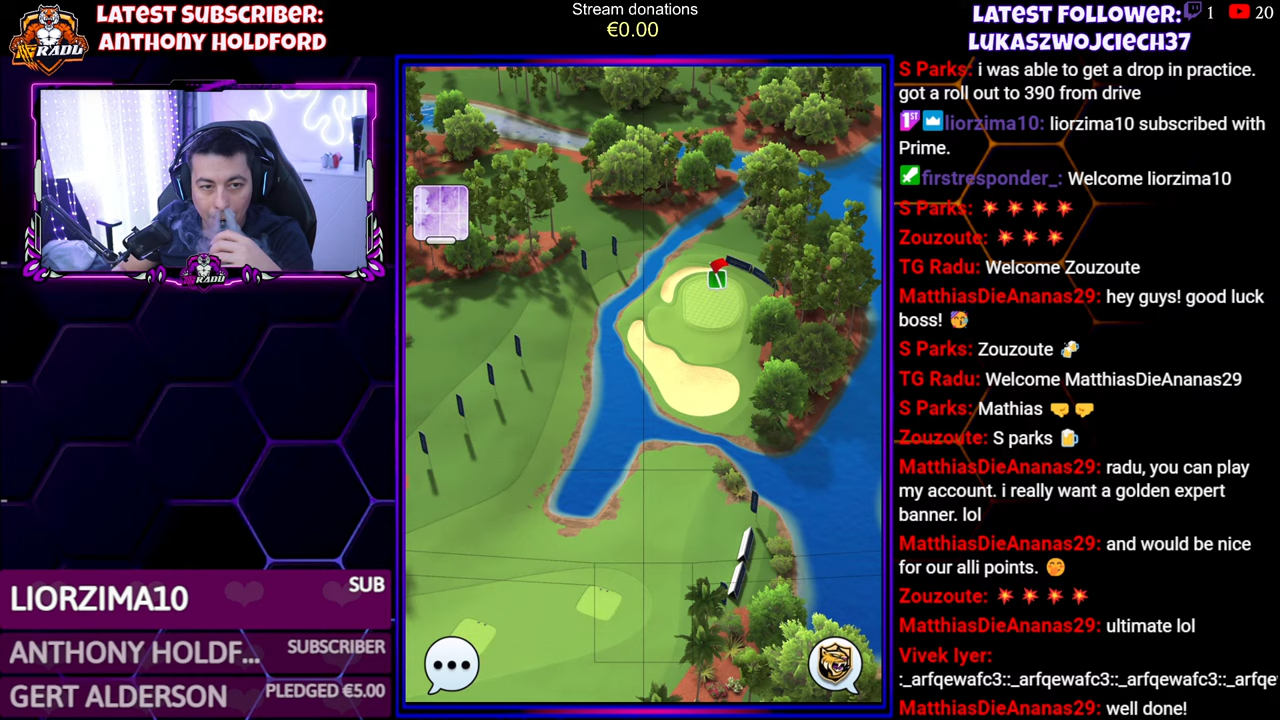 LATEST SUBSCRIBER:
ANTHONY HOLDFORD
RADU
Stream donations
€0.00
LATEST FOLLOWER:
LUKASZWOJCIECH37
1
20
RADU
S Parks: i was able to get a drop in practice.
got a roll out to 390 from drive
1ST liorzima10: liorzima10 subscribed with
Prime.
firstresponder_: Welcome liorzima10
S Parks: 💥 💥 💥 💥
Zouzoute: 💥 💥 💥
TG Radu: Welcome Zouzoute
MatthiasDieAnanas29: hey guys! good luck
boss! 🥳
S Parks: Zouzoute 🍻
TG Radu: Welcome MatthiasDieAnanas29
S Parks: Mathias 🤜 🤛
Zouzoute: S parks 🍺
MatthiasDieAnanas29: radu, you can play
my account. i really want a golden expert
banner. lol
MatthiasDieAnanas29: and would be nice
for our alli points. 🤭
Zouzoute: 💥 💥 💥 💥
MatthiasDieAnanas29: ultimate lol
Vivek Iyer:
:_arfqewafc3::_arfqewafc3::_arfqewafc3::_arfqe
MatthiasDieAnanas29: well done!
LIORZIMA10 SUB
ANTHONY HOLDF... SUBSCRIBER
GERT ALDERSON PLEDGED €5.00